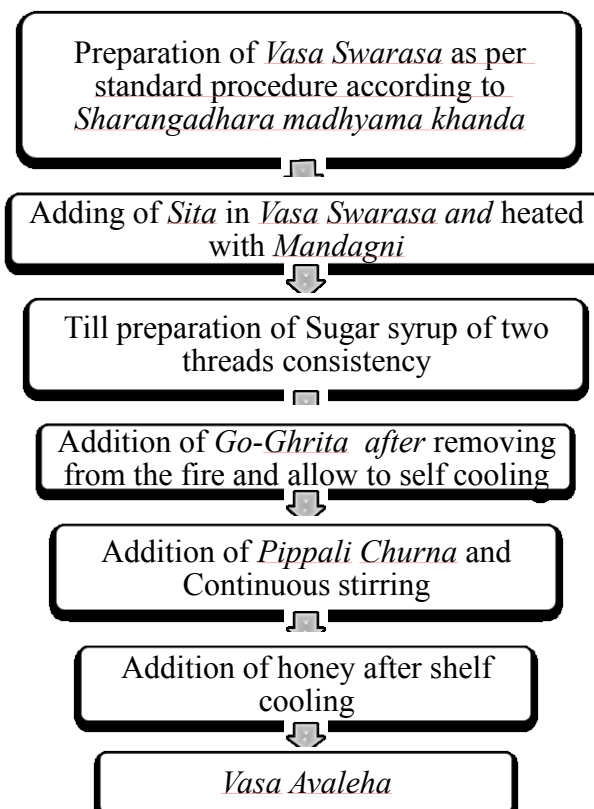 Preparation of Vasa Swarasa as per
standard procedure according to
Sharangadhara madhyama khanda
Adding of Sita in Vasa Swarasa and heated
with Mandagni
Till preparation of Sugar syrup of two
threads consistency
Addition of Go-Ghrita after removing
from the fire and allow to self cooling
Addition of Pippali Churna and
Continuous stirring
Addition of honey after shelf
cooling
Vasa Avaleha